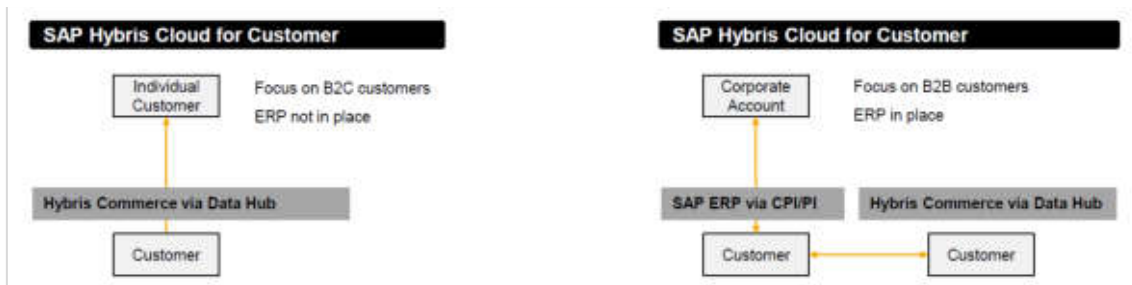 SAP Hybris Cloud for Customer
Individual
Customer
Focus on B2C customers
ERP not in place
Hybris Commerce via Data Hub
Customer
SAP Hybris Cloud for Customer
Corporate
Account
Focus on B2B customers
ERP in place
SAP ERP via CPI/PI
Hybris Commerce via Data Hub
Customer
Customer